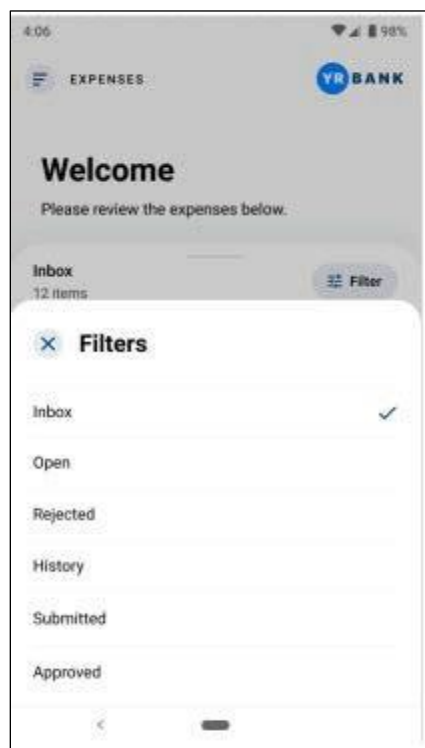 4:06 98%
EXPENSES YR BANK
Welcome
Please review the expenses below.
Inbox
12 items
Filter
Filters
Inbox
Open
Rejected
History
Submitted
Approved